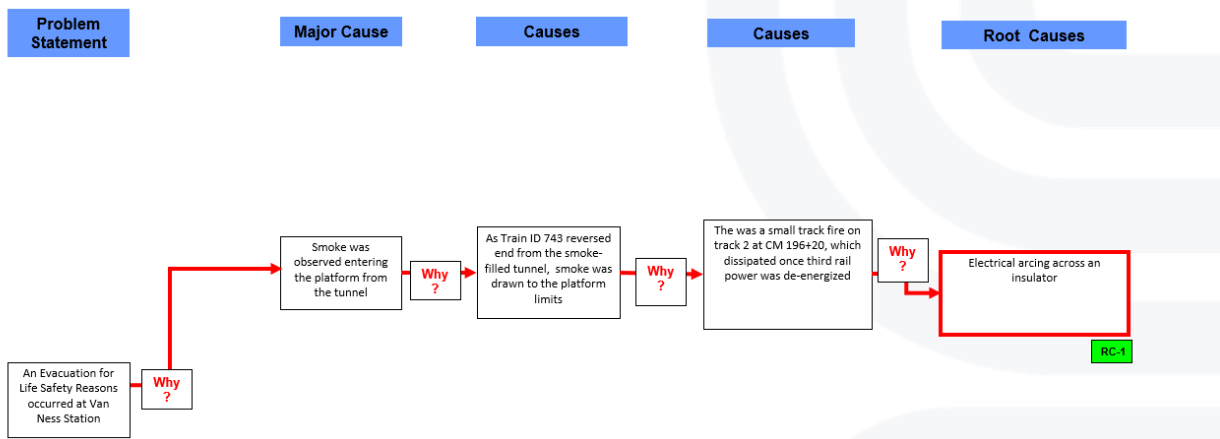 Problem
Statement
Major Cause
Causes
Causes
Root Causes
An Evacuation for
Life Safety Reasons
occurred at Van
Ness Station
Why
?
Smoke was
observed entering
the platform from
the tunnel
Why
?
As Train ID 743 reversed
end from the smoke-
filled tunnel, smoke was
drawn to the platform
limits
Why
?
The was a small track fire on
track 2 at CM 196+20, which
dissipated once third rail
power was de-energized
Why
?
Electrical arcing across an
insulator
RC-1